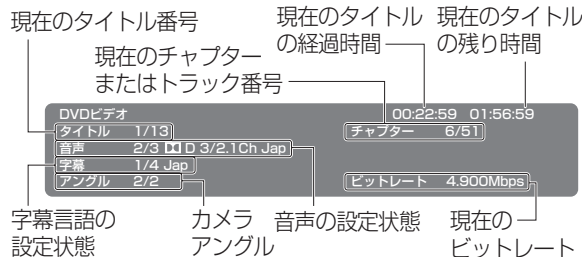 現在のタイトル番号
現在のチャプター
またはトラック番号
現在のタイトル
の経過時間
現在のタイトル
の残り時間
DVDビデオ 00:22:59 01:56:59
タイトル 1/13 チャプター 6/51
音声 2/3 D 3/2.1Ch Jap
字幕 1/4 Jap
アングル 2/2 ビットレート 4.900Mbps
字幕言語の
設定状態
カメラ
アングル
音声の設定状態
現在の
ビットレート